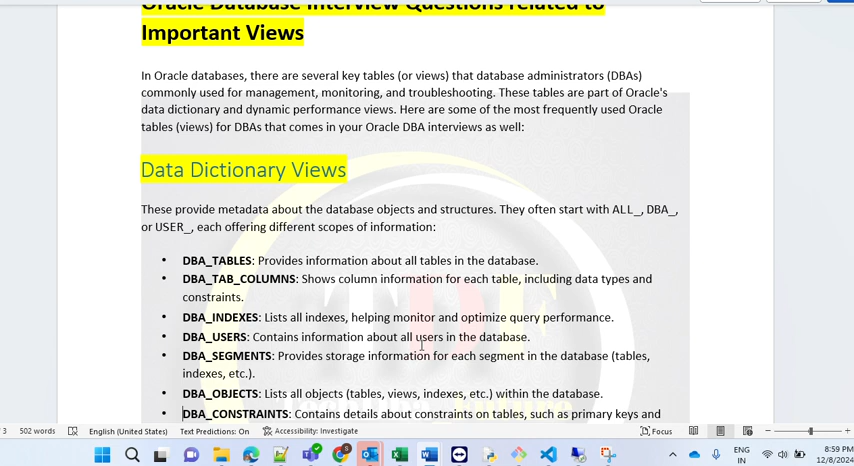 Oracle Database Interview Questions related to
Important Views
In Oracle databases, there are several key tables (or views) that database administrators (DBAs)
commonly used for management, monitoring, and troubleshooting. These tables are part of Oracle's
data dictionary and dynamic performance views. Here are some of the most frequently used Oracle
tables (views) for DBAs that comes in your Oracle DBA interviews as well:
Data Dictionary Views
These provide metadata about the database objects and structures. They often start with ALL_, DBA_,
or USER_, each offering different scopes of information:
• DBA_TABLES: Provides information about all tables in the database.
• DBA_TAB_COLUMNS: Shows column information for each table, including data types and
constraints.
• DBA_INDEXES: Lists all indexes, helping monitor and optimize query performance.
• DBA_USERS: Contains information about all users in the database.
• DBA_SEGMENTS: Provides storage information for each segment in the database (tables,
indexes, etc.).
• DBA_OBJECTS: Lists all objects (tables, views, indexes, etc.) within the database.
• DBA_CONSTRAINTS: Contains details about constraints on tables, such as primary keys and
TDF
3 502 words English (United States) Text Predictions: On Accessibility: Investigate Focus
ENG
IN
8:59 PM
12/8/2024